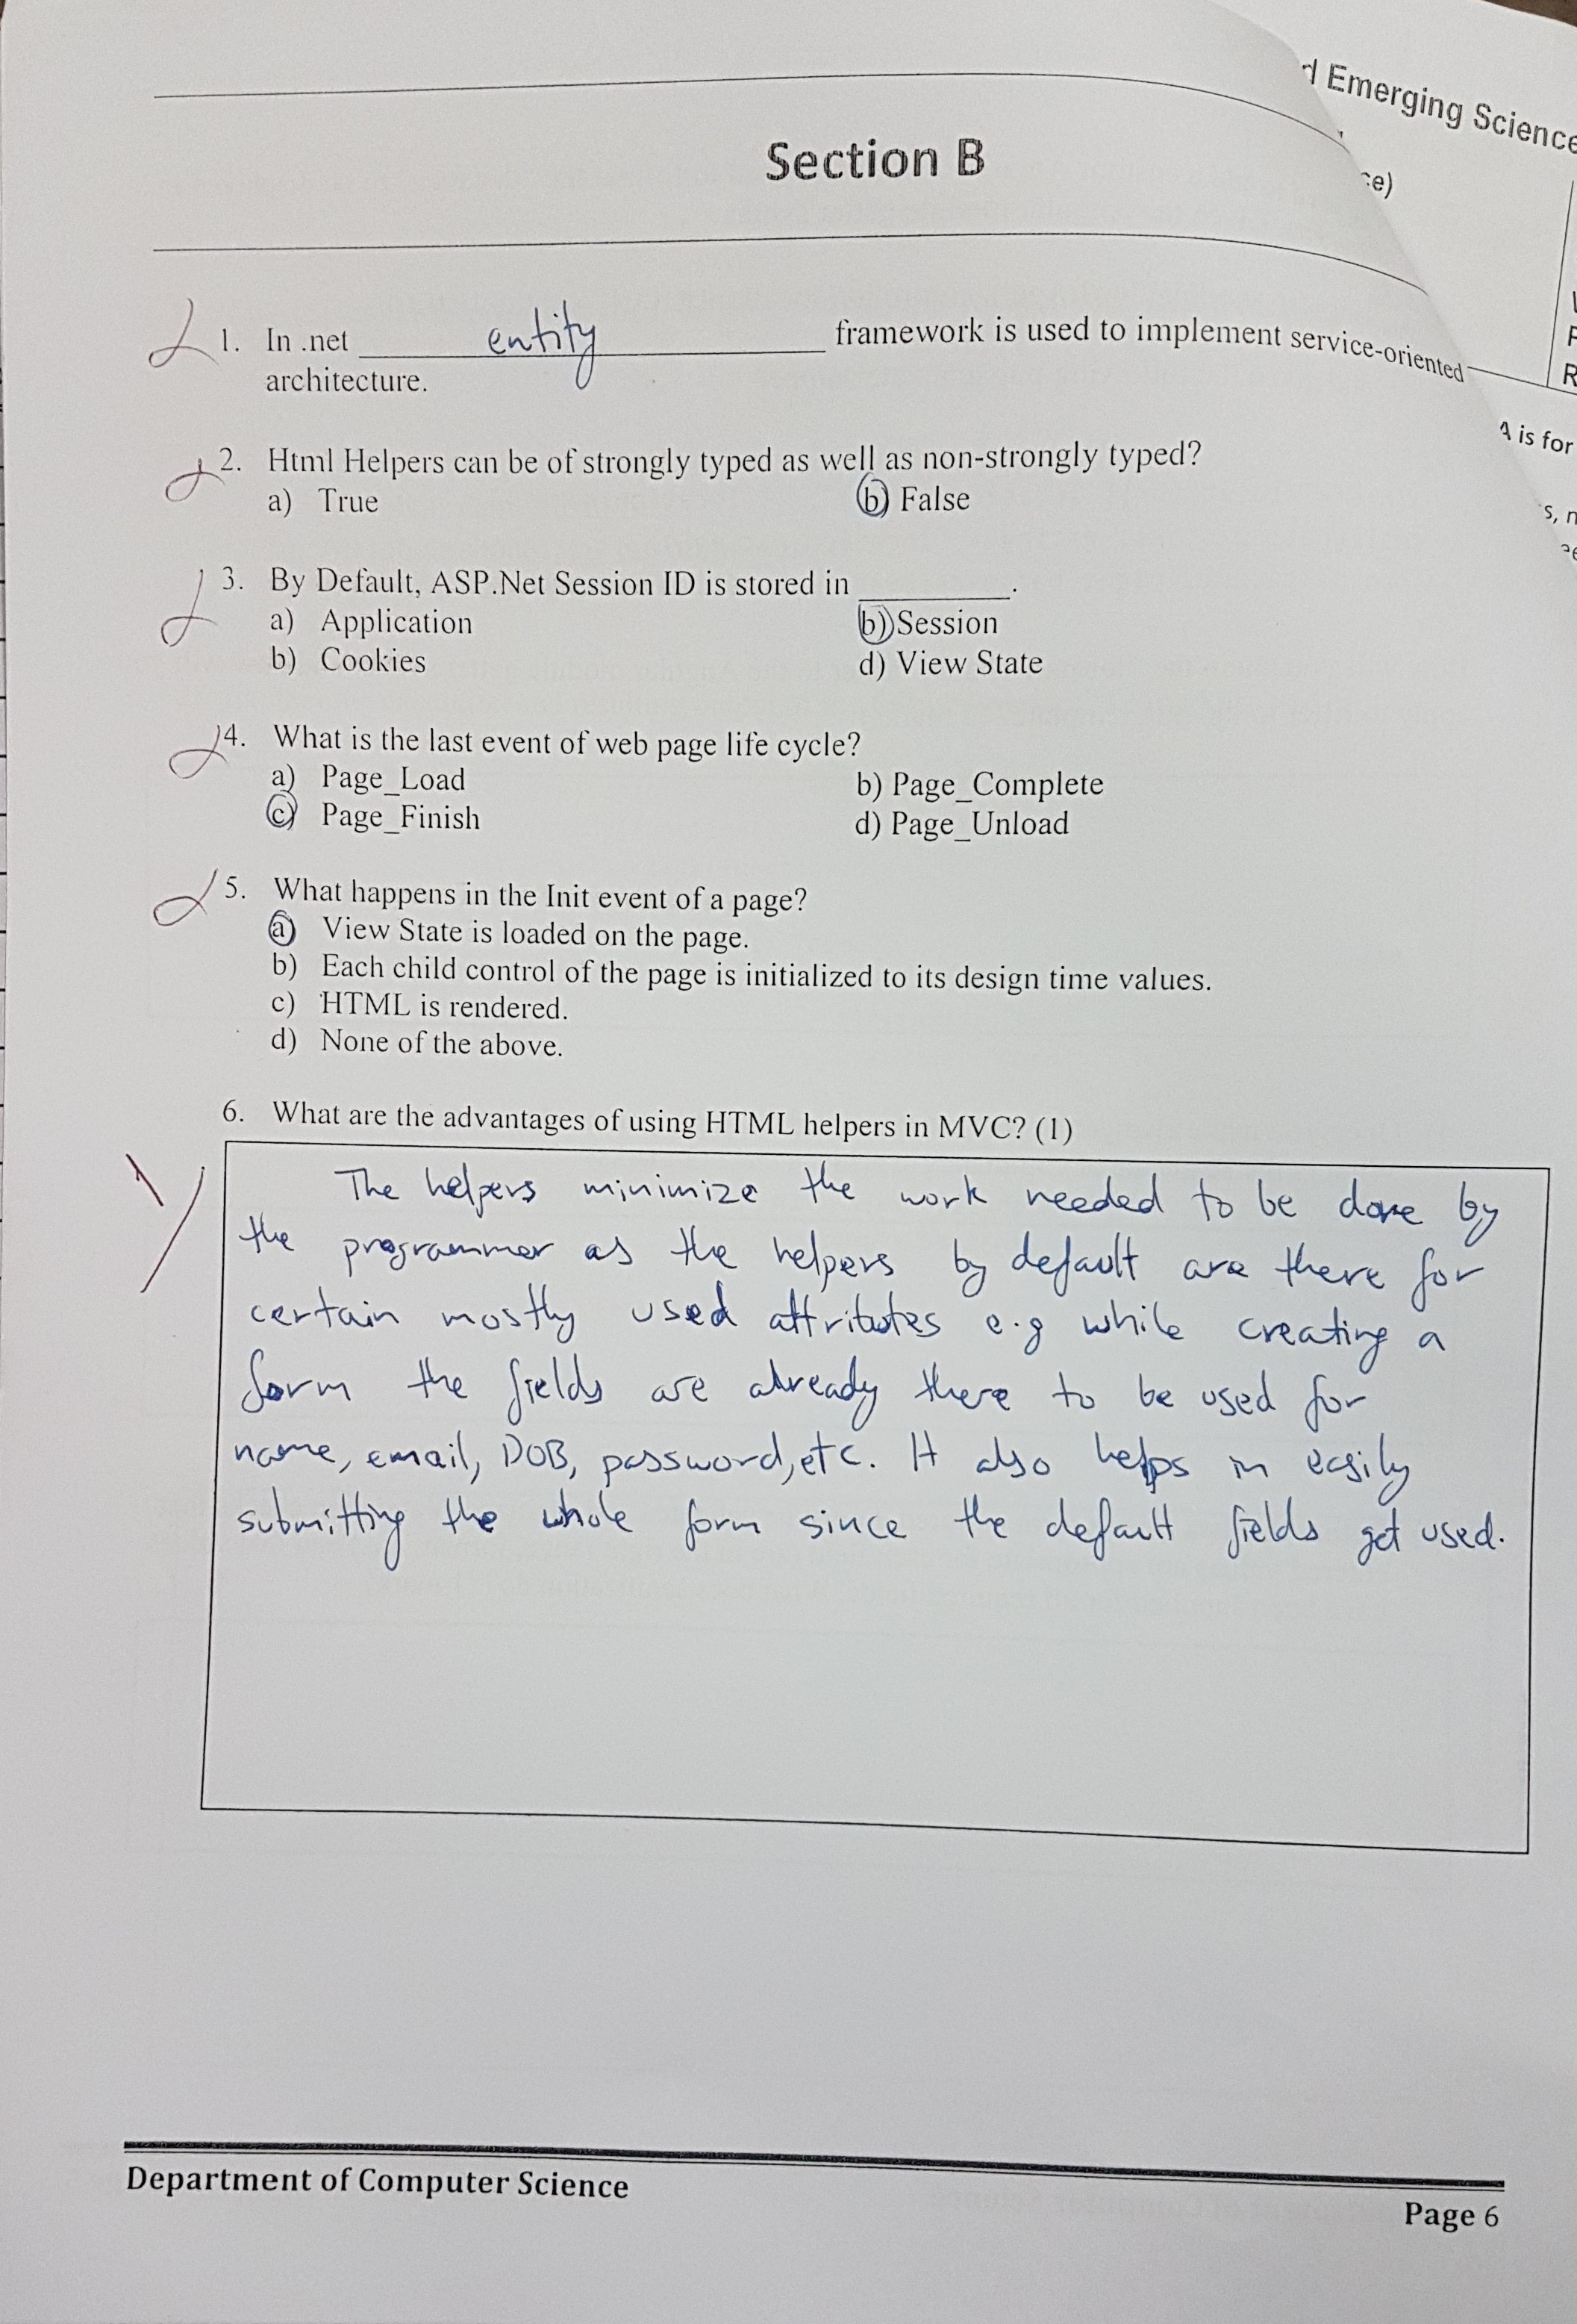 Emerging Science
Section B
1. In .net entity framework is used to implement service-oriented
architecture.
A is for
2. Html Helpers can be of strongly typed as well as non-strongly typed?
a) True b) False
3. By Default, ASP.Net Session ID is stored in __________.
a) Application b) Session
b) Cookies d) View State
4. What is the last event of web page life cycle?
a) Page_Load b) Page_Complete
c) Page_Finish d) Page_Unload
5. What happens in the Init event of a page?
a) View State is loaded on the page.
b) Each child control of the page is initialized to its design time values.
c) HTML is rendered.
d) None of the above.
6. What are the advantages of using HTML helpers in MVC? (1)
The helpers minimize the work needed to be done by
the programmer as the helpers by default are there for
certain mostly used attributes e.g while creating a
form the fields are already there to be used for
name, email, DOB, password, etc. It also helps in easily
submitting the whole form since the default fields get used.
Department of Computer Science
Page 6